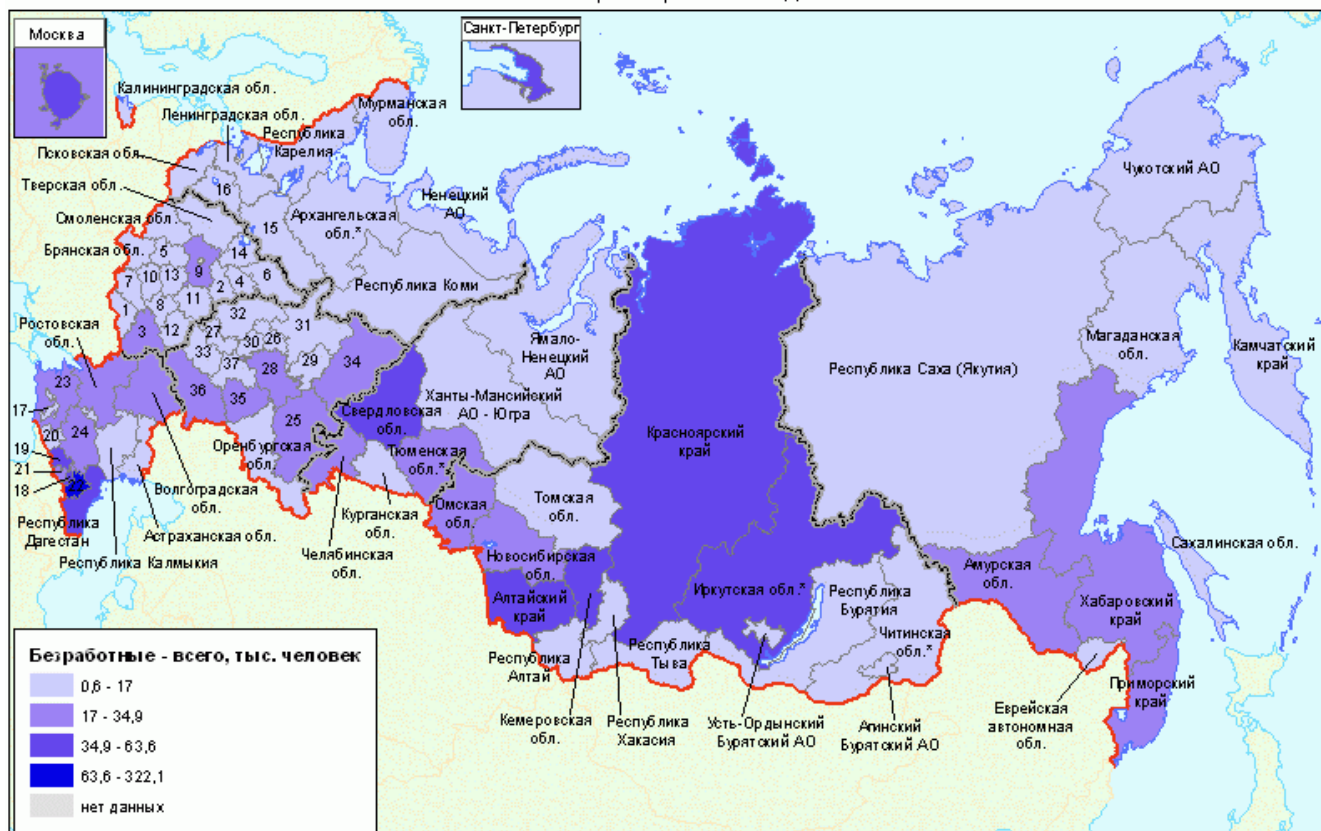 Москва
Санкт-Петербург
Калининградская обл.
Ленинградская обл.
Мурманская
обл.
Республика
Карелия
Псковская обл.
Тверская обл.
Смоленская обл.
Брянская обл.
Архангельская
обл.*
Ненецкий
АО
Республика Коми
16
15
5
14
9
7
10
13
2
4
6
1
8
11
3
12
27
32
31
30
26
33
37
29
28
34
36
35
25
Ростовская
обл.
23
17
20
24
19
21
18
22
Республика
Дагестан
Республика Калмыкия
Астраханская обл.
Волгоградская
обл.
Оренбургская
обл.
Челябинская
обл.
Курганская
обл.
Свердловская
обл.
Тюменская
обл.*
Ханты-Мансийский
АО - Югра
Ямало-
Ненецкий
АО
Омская
обл.
Томская
обл.
Новосибирская
обл.
Алтайский
край
Республика
Алтай
Кемеровская
обл.
Республика
Хакасия
Республика
Тыва
Красноярский
край
Иркутская обл.*
Усть-Ордынский
Бурятский АО
Республика
Бурятия
Читинская
обл.*
Агинский
Бурятский АО
Республика Саха (Якутия)
Чукотский АО
Магаданская
обл.
Камчатский
край
Сахалинская обл.
Амурская
обл.
Хабаровский
край
Еврейская
автономная
обл.
Приморский
край
Безработные - всего, тыс. человек
0,6 - 17
17 - 34,9
34,9 - 63,6
63,6 - 322,1
нет данных